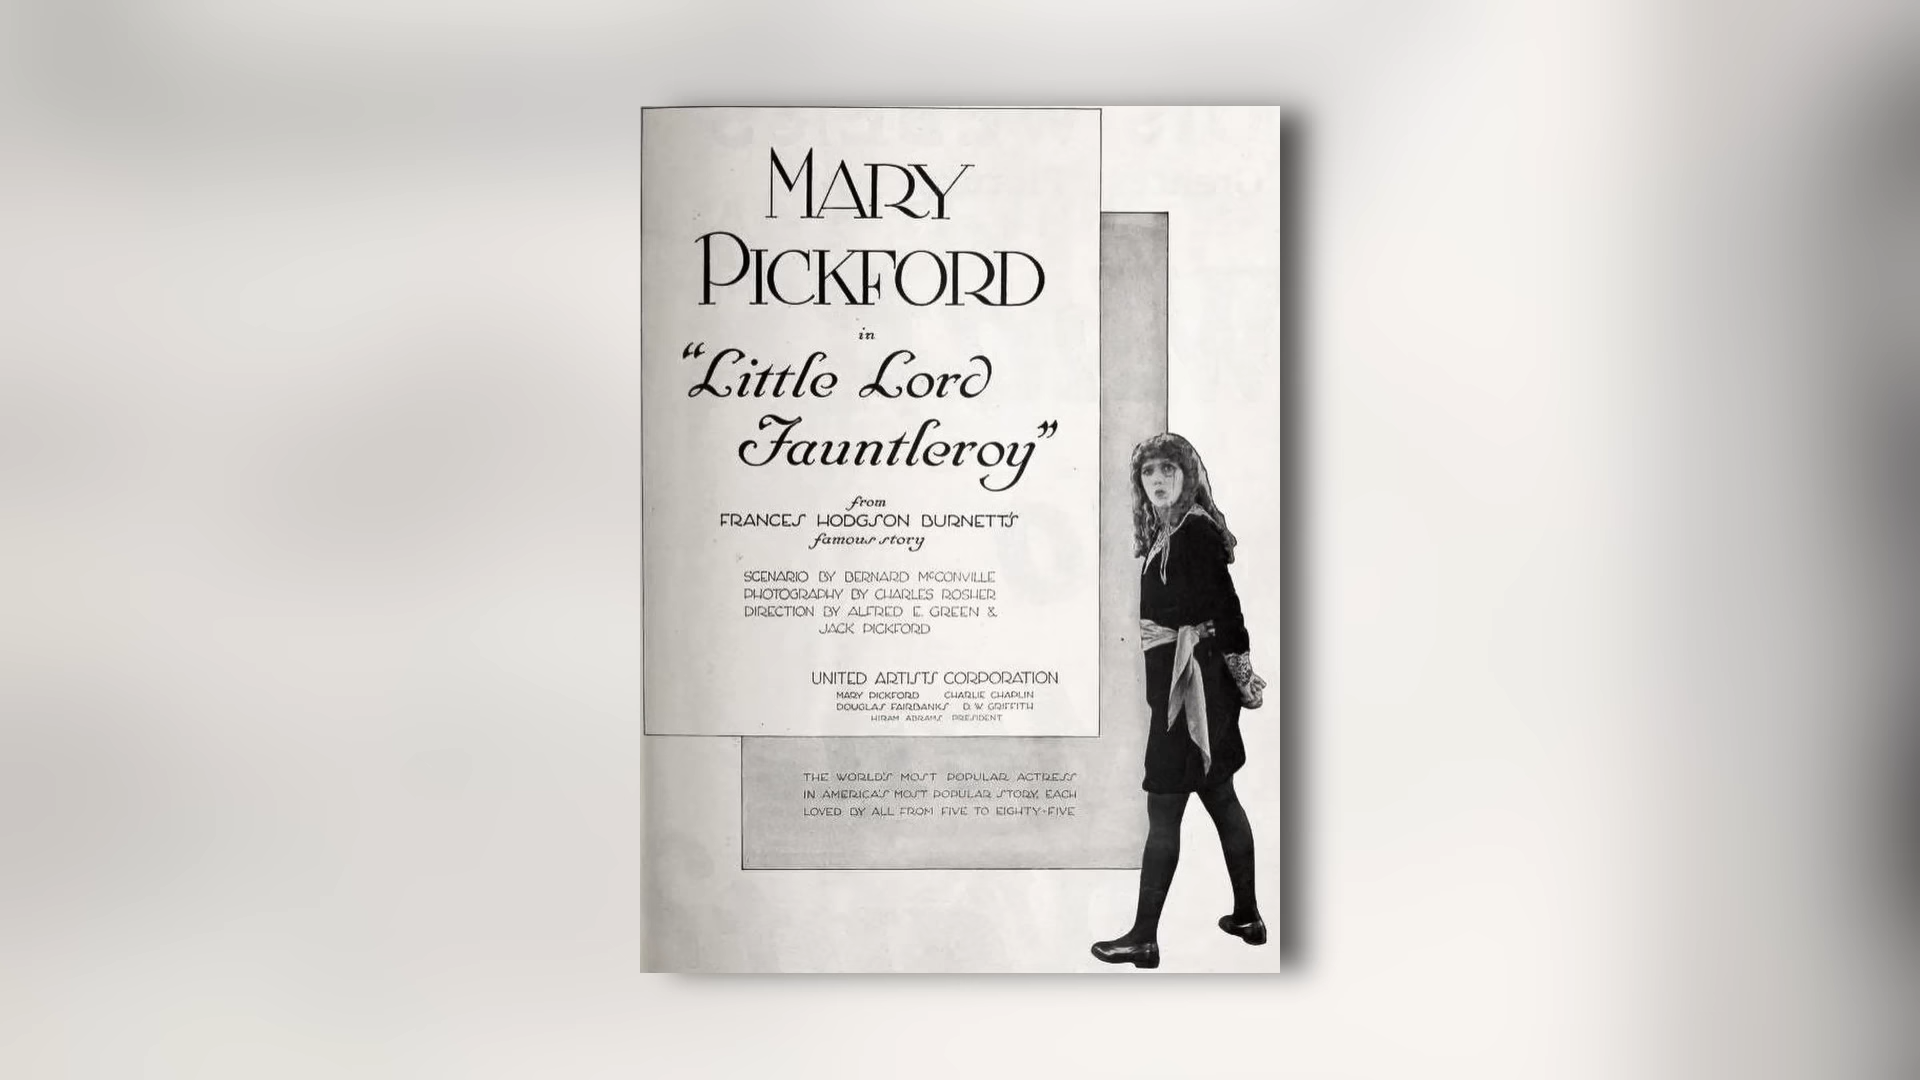 MARY
PICKFORD
in
“Little Lord
Fauntleroy”
from
FRANCES HODGSON BURNETT'S
famous story
SCENARIO BY BERNARD McCONVILLE
PHOTOGRAPHY BY CHARLES ROSHER
DIRECTION BY ALFRED E. GREEN &
JACK PICKFORD
UNITED ARTISTS CORPORATION
MARY PICKFORD CHARLIE CHAPLIN
DOUGLAS FAIRBANKS D. W. GRIFFITH
HIRAM ABRAMS PRESIDENT
THE WORLD'S MOST POPULAR ACTRESS
IN AMERICA'S MOST POPULAR STORY, EACH
LOVED BY ALL FROM FIVE TO EIGHTY-FIVE